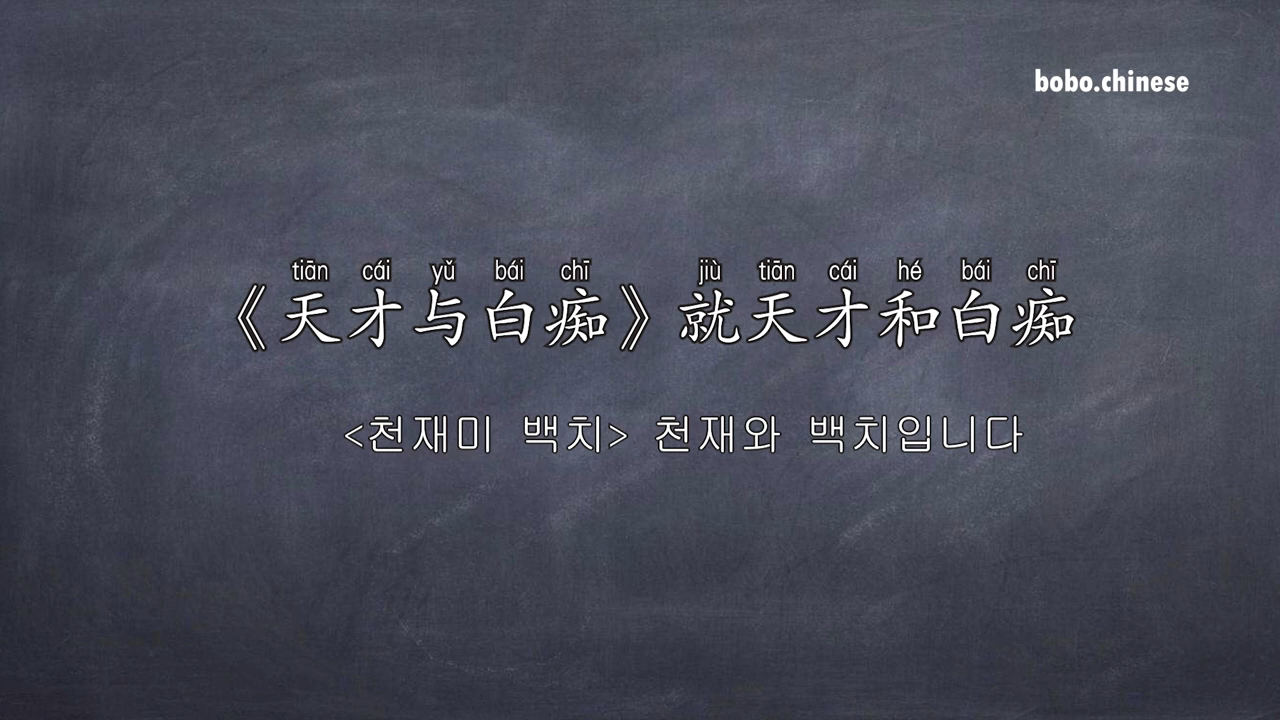 bobo.chinese
tiān cái yǔ bái chī jiù tiān cái hé bái chī
《天才与白痴》就天才和白痴
<천재미 백치> 천재와 백치입니다